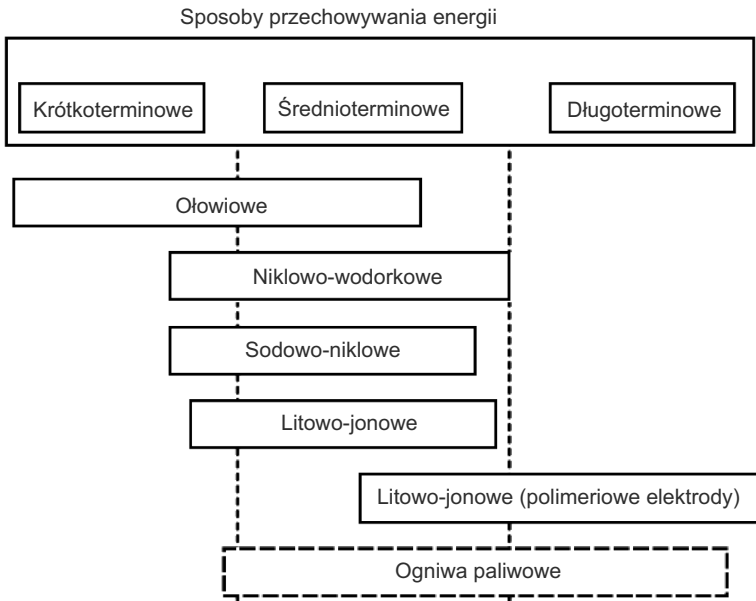 Sposoby przechowywania energii
Krótkoterminowe
Średnioterminowe
Długoterminowe
Ołowiowe
Niklowo-wodorkowe
Sodowo-niklowe
Litowo-jonowe
Litowo-jonowe (polimeriowe elektrody)
Ogniwa paliwowe